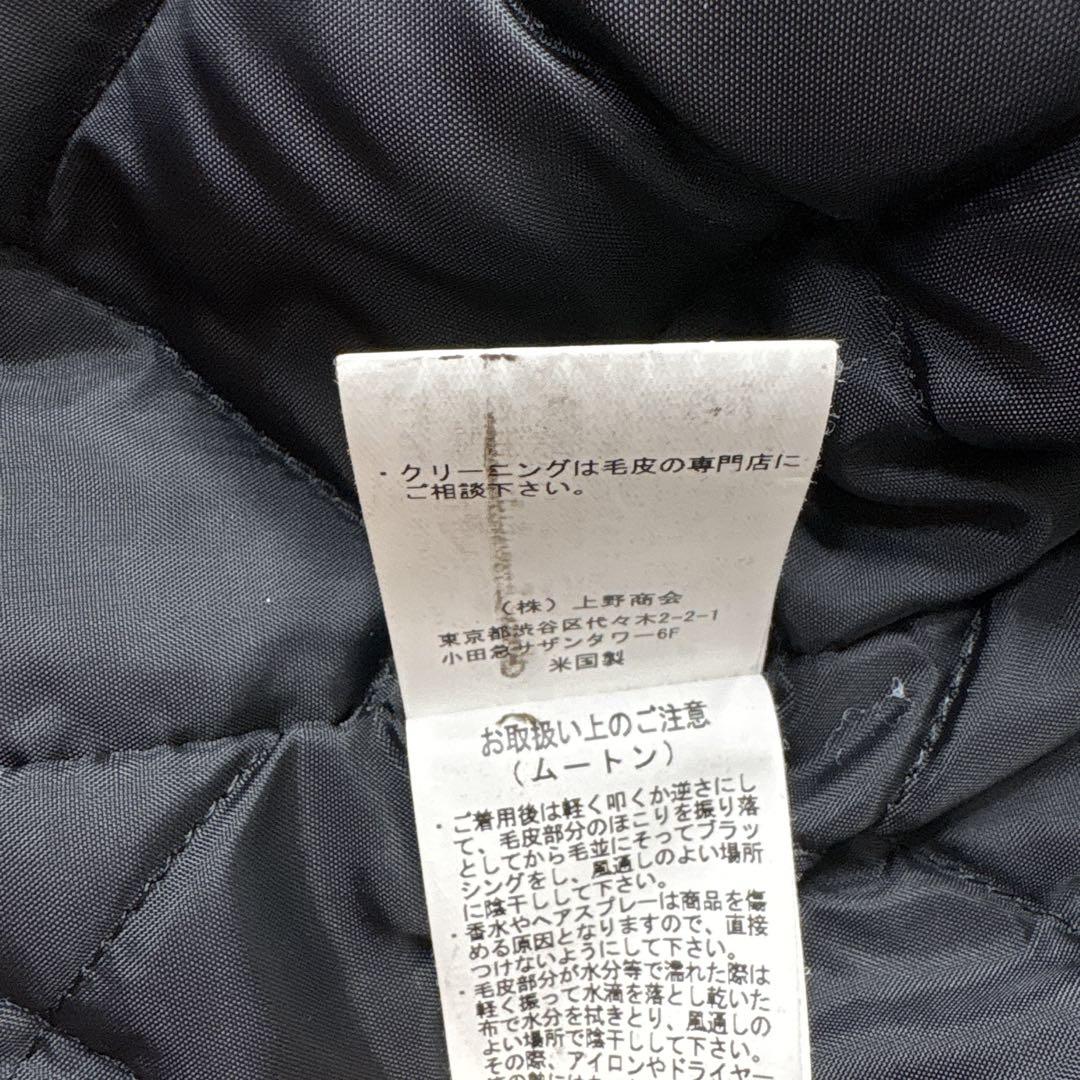 ・クリーニングは毛皮の専門店に
ご相談下さい。
（株）上野商会
東京都渋谷区代々木2-2-1
小田急サザンタワー6F
米国製
お取扱い上のご注意
（ムートン）
・ご着用後は軽く叩くか逆さにし
て、毛皮部分のほこりを振り落
としてから毛並にそってブラッ
シングをし、風通しのよい場所
に陰干しして下さい。
・香水やヘアスプレーは商品を傷
める原因となりますので、直接
つけないようにして下さい。
・毛皮部分が水分等で濡れた際は
軽く振って水滴を落とし乾いた
布で水分を拭きとり、風通しの
よい場所で陰干しして下さい。
その際、アイロンやドライヤー